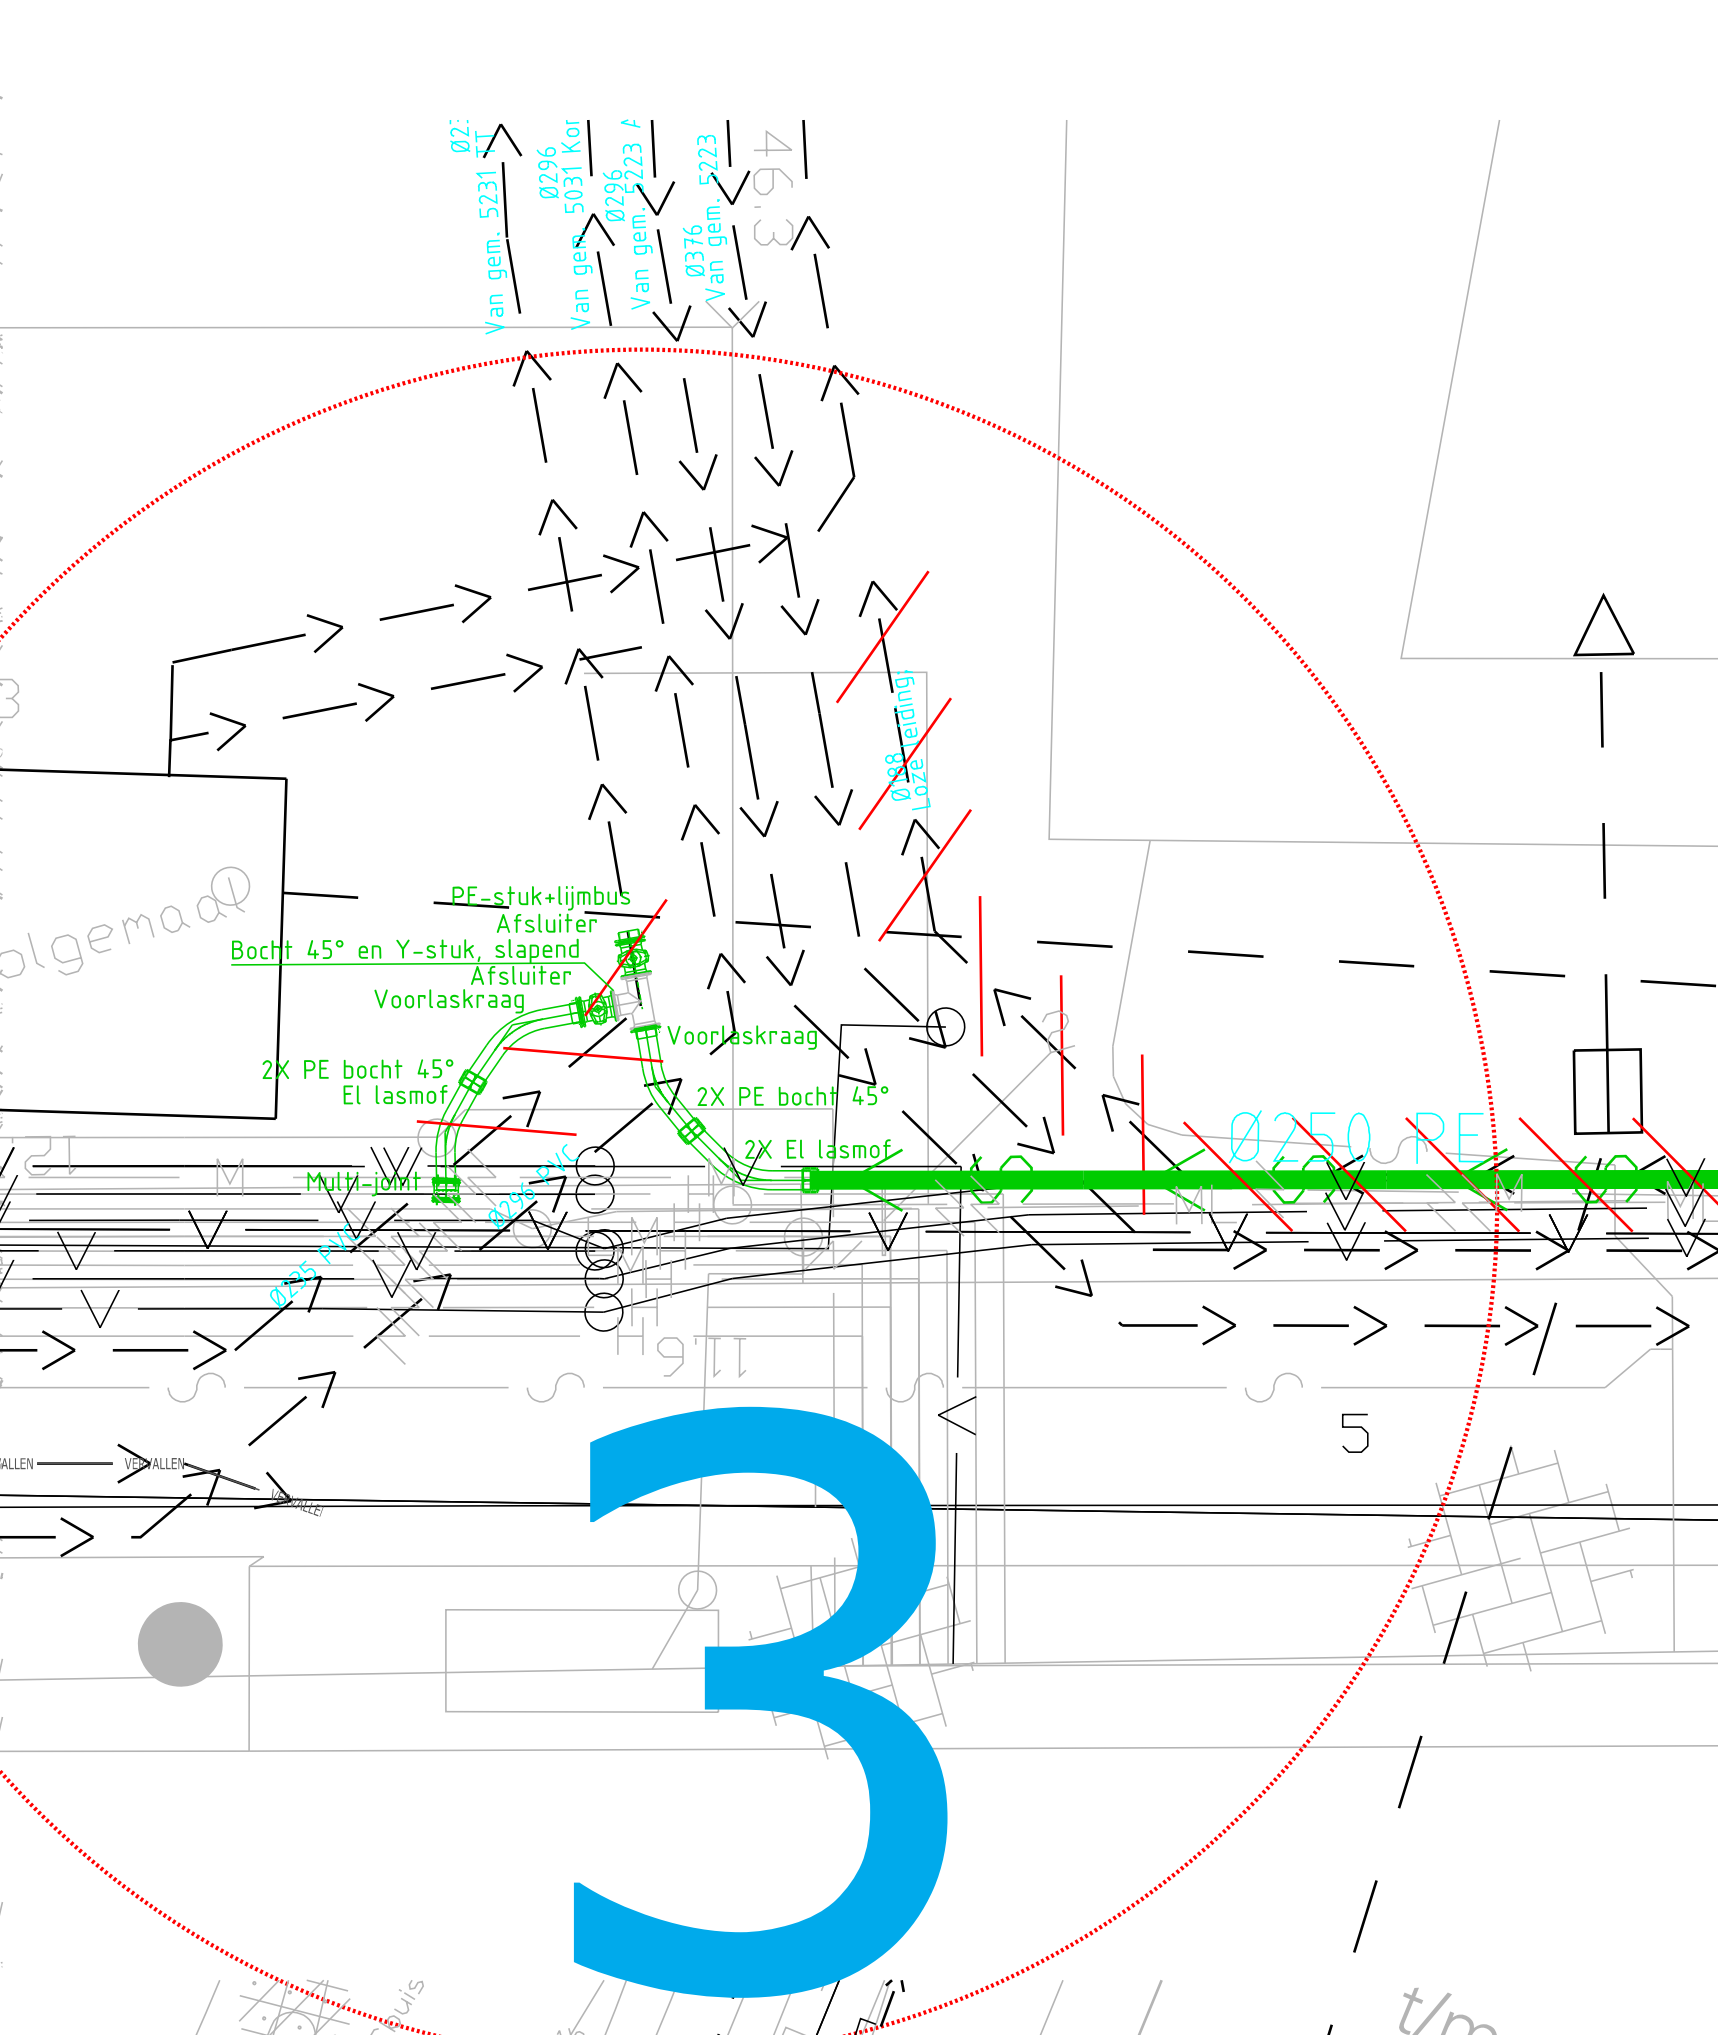 Van gem. 5231 TT
Ø296
Van gem. 5031 Kor
Ø296
Van gem. 5223 A
Ø376
Van gem. 5223
46.3
Ø188 leiding,
loze
PE-stuk+lijmbus
Afsluiter
Bocht 45° en Y-stuk, slapend
Afsluiter
Voorlaskraag
Voorlaskraag
2X PE bocht 45°
El lasmof
2X PE bocht 45°
2X El lasmof
Multi-joint
Ø250 PE
Ø296 PVC
Ø235 PVC
11.6
5
VERVALLEN
3
t/m